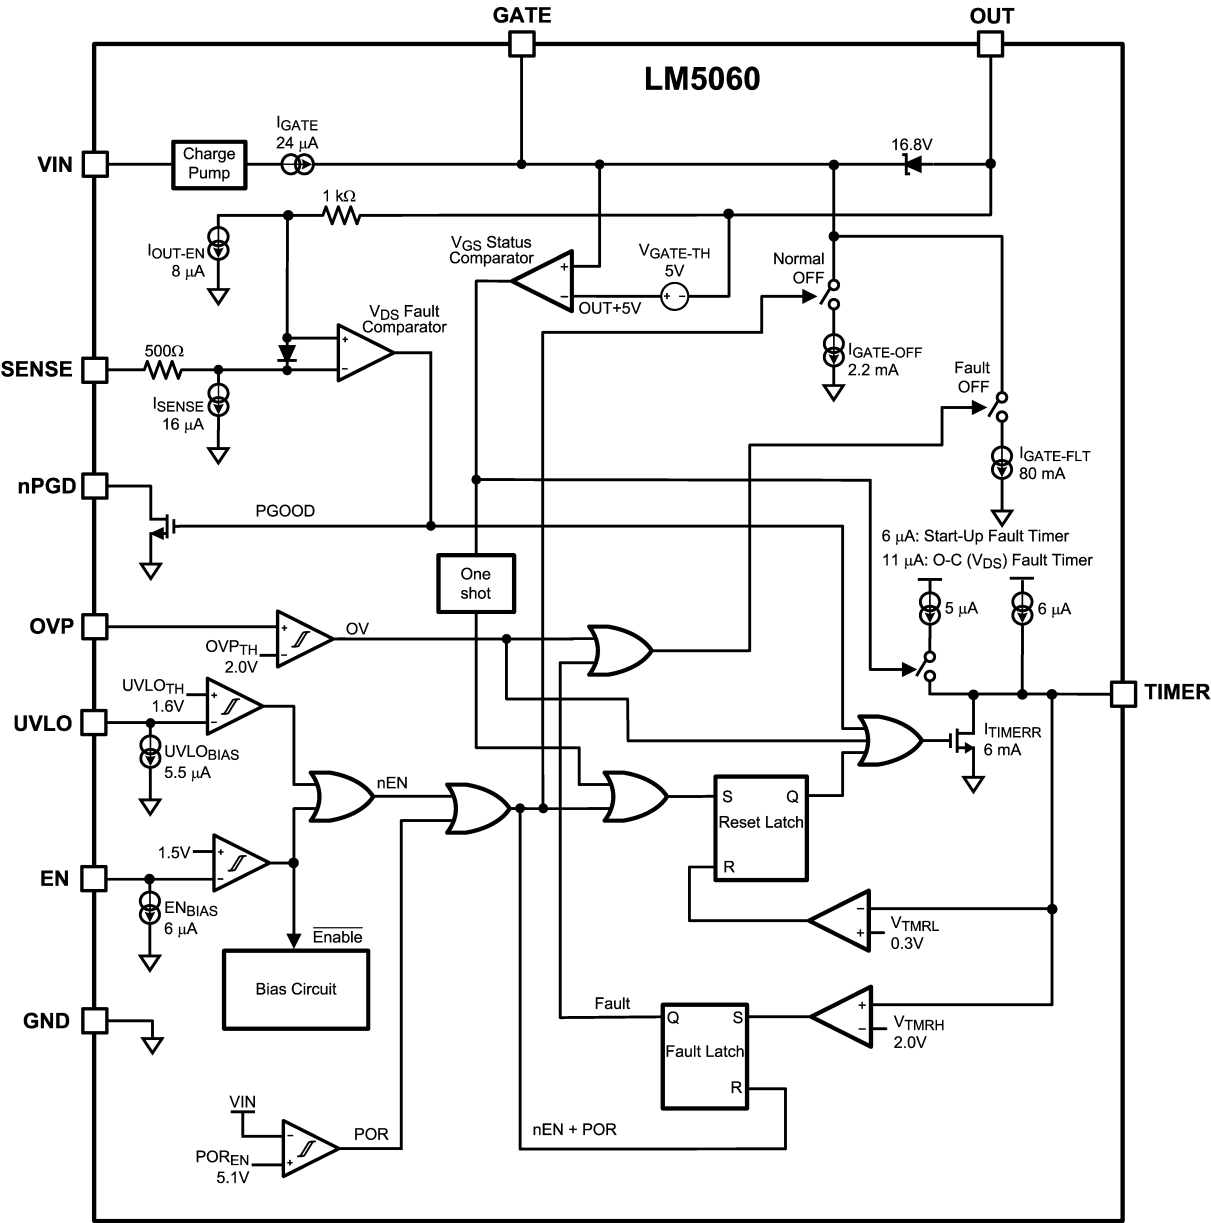 GATE
OUT
LM5060
VIN
Charge
Pump
IGATE
24 μA
16.8V
1 kΩ
IOUT-EN
8 μA
VGS Status
Comparator
+
−
VGATE-TH
5V
+ −
OUT+5V
Normal
OFF
IGATE-OFF
2.2 mA
Fault
OFF
IGATE-FLT
80 mA
VDS Fault
Comparator
+
−
SENSE
500Ω
ISENSE
16 μA
nPGD
PGOOD
One
shot
6 μA: Start-Up Fault Timer
11 μA: O-C (VDS) Fault Timer
5 μA
6 μA
TIMER
ITIMERR
6 mA
OVP
+
−
OVPTH
2.0V
OV
UVLOTH
1.6V
+
−
UVLO
UVLOBIAS
5.5 μA
nEN
S
Q
Reset Latch
R
1.5V
+
−
EN
ENBIAS
6 μA
Enable
Bias Circuit
−
+
VTMRL
0.3V
GND
Fault
Q
S
Fault Latch
R
+
−
VTMRH
2.0V
VIN
−
+
POREN
5.1V
POR
nEN + POR